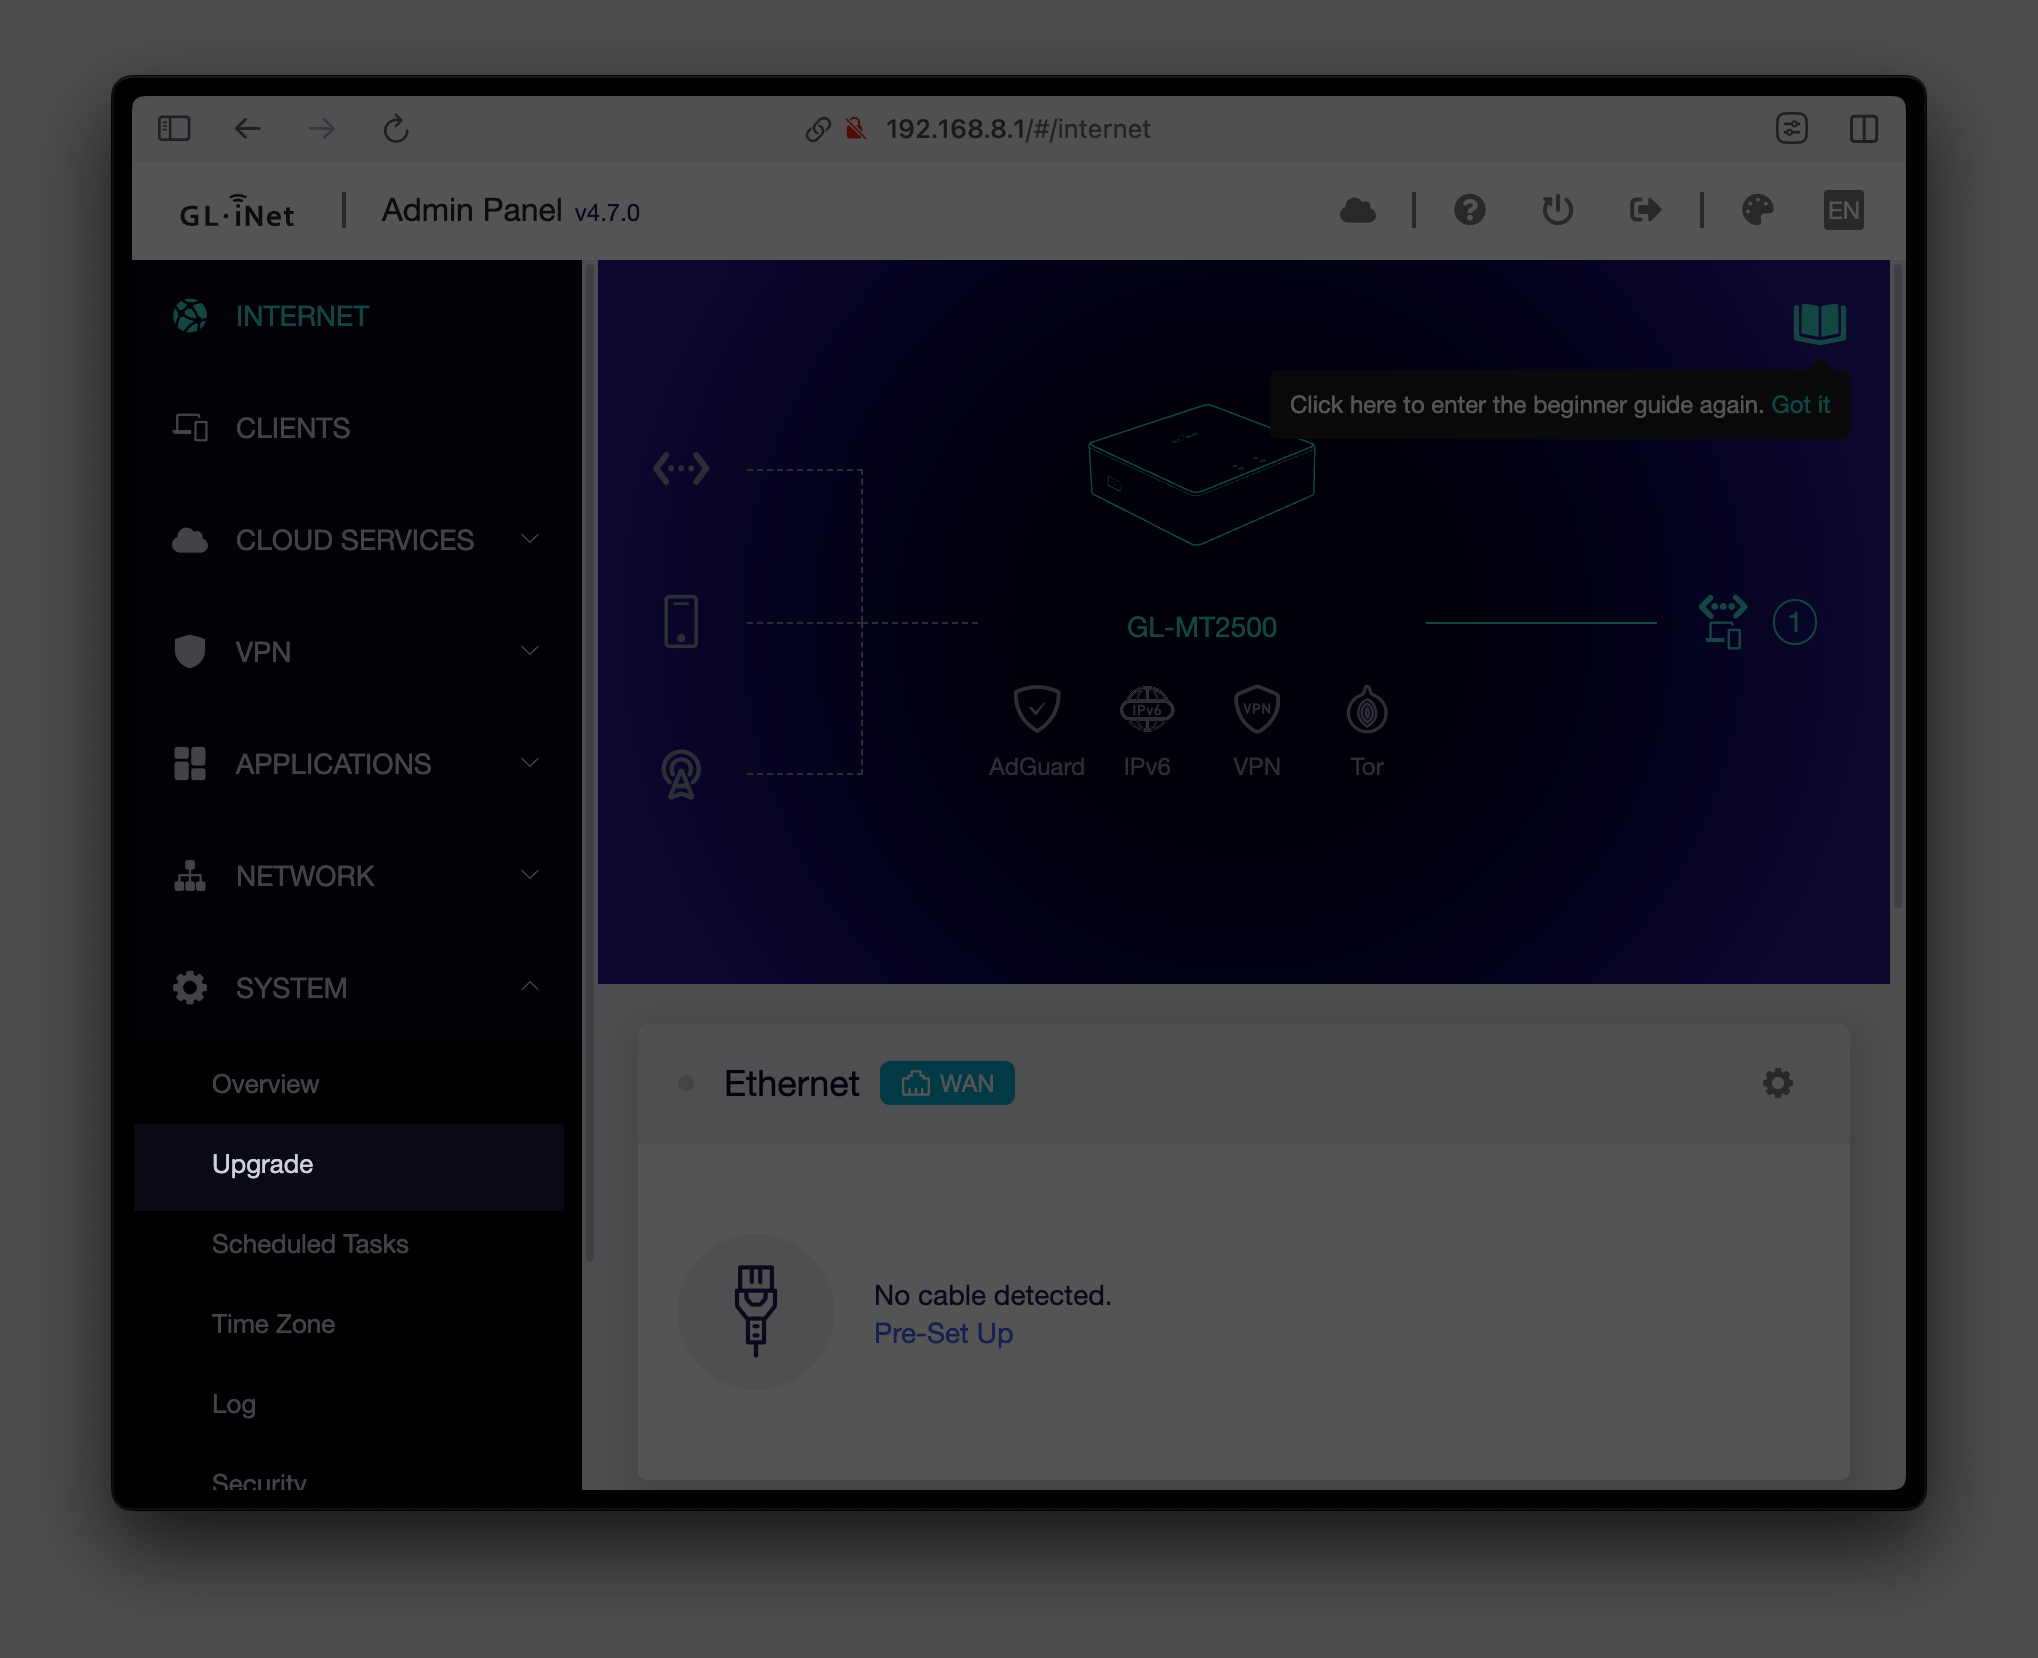 192.168.8.1/#/internet
GL·iNet
Admin Panel v4.7.0
EN
INTERNET
CLIENTS
CLOUD SERVICES
VPN
APPLICATIONS
NETWORK
SYSTEM
Overview
Upgrade
Scheduled Tasks
Time Zone
Log
Security
Click here to enter the beginner guide again. Got it
GL-MT2500
1
IPv6
VPN
AdGuard
IPv6
VPN
Tor
Ethernet
WAN
No cable detected.
Pre-Set Up